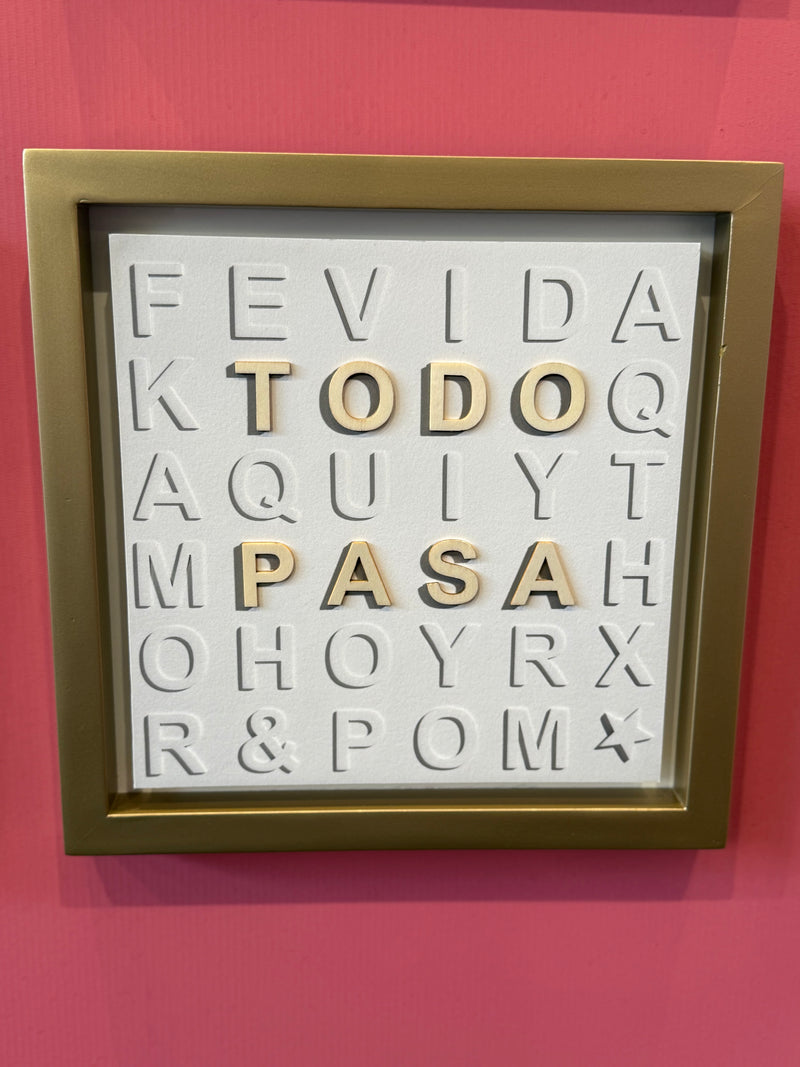 FEVIDA
KTODOQ
AQUIYT
MPASAH
OHOYRX
R&POM★